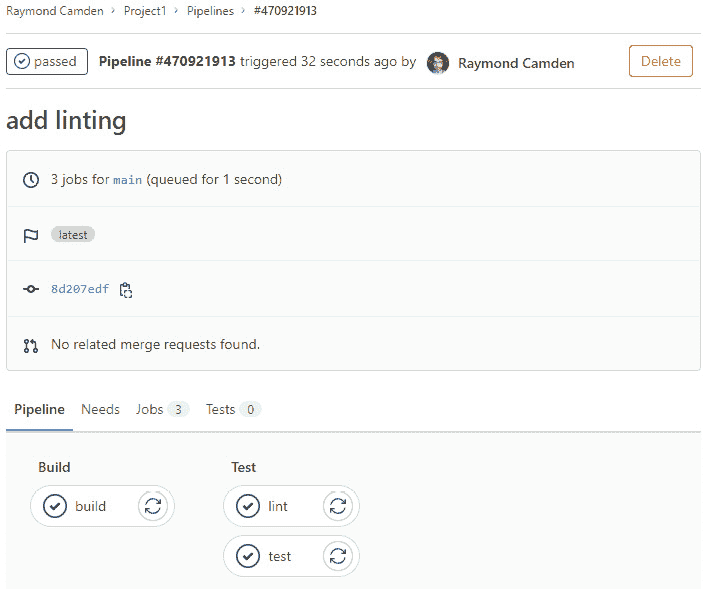 Raymond Camden > Project1 > Pipelines > #470921913
passed Pipeline #470921913 triggered 32 seconds ago by Raymond Camden Delete
add linting
3 jobs for main (queued for 1 second)
latest
8d207edf
No related merge requests found.
Pipeline Needs Jobs 3 Tests 0
Build Test
build lint
test